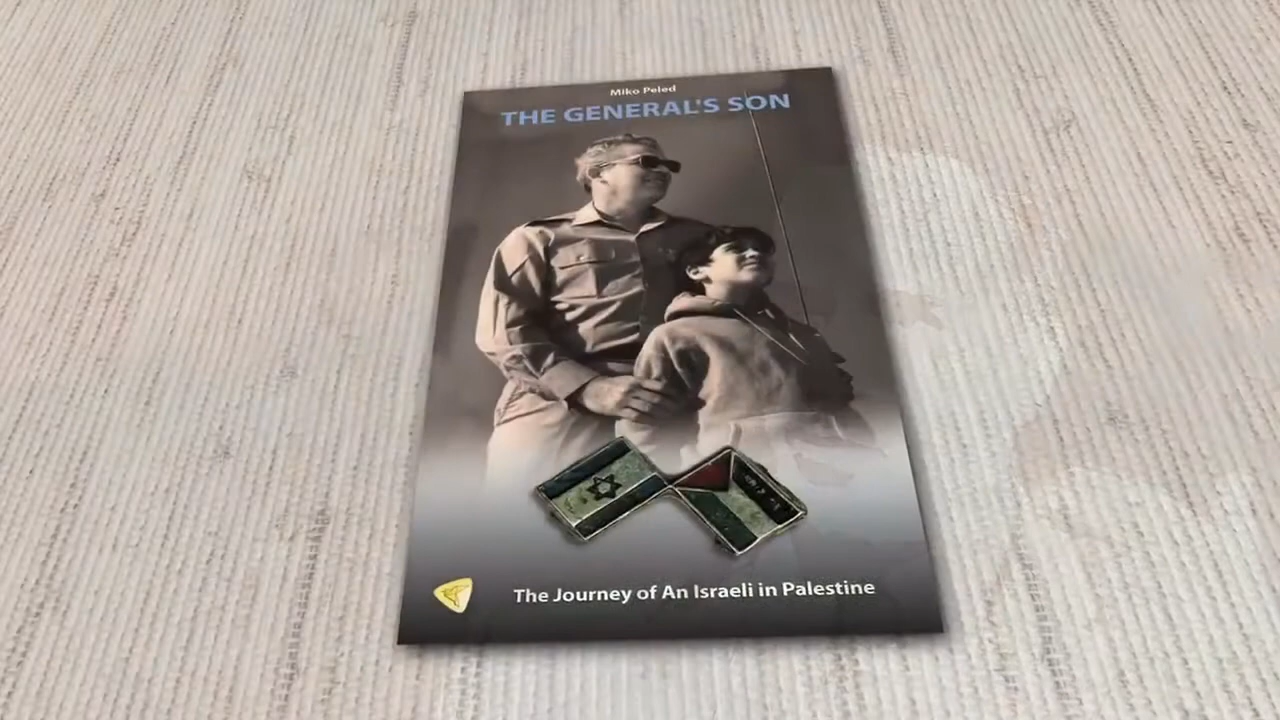 Miko Peled
THE GENERAL'S SON
The Journey of An Israeli in Palestine